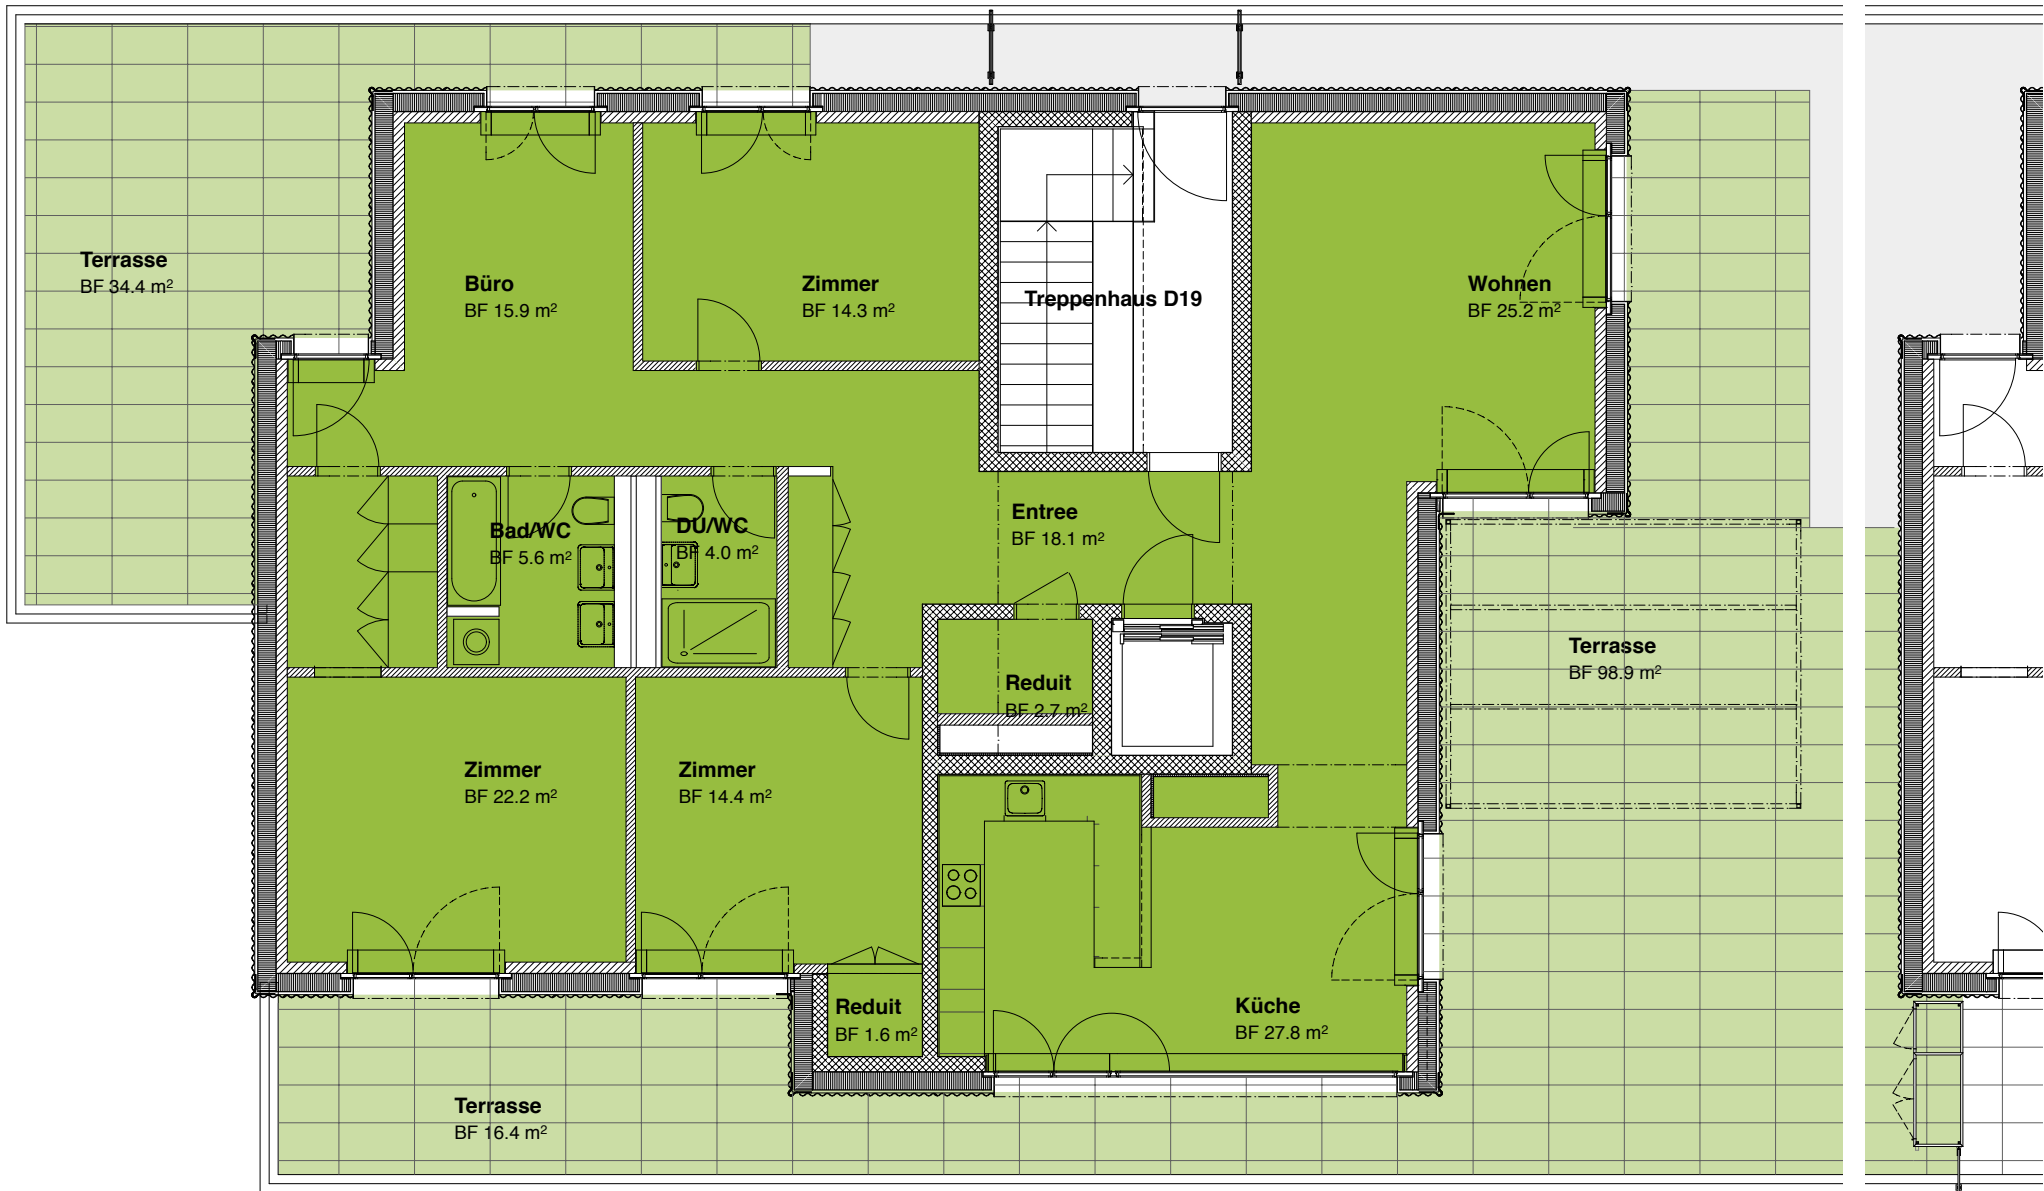 Terrasse
BF 34.4 m²
Büro
BF 15.9 m²
Zimmer
BF 14.3 m²
Treppenhaus D19
Wohnen
BF 25.2 m²
Bad/WC
BF 5.6 m²
DU/WC
BF 4.0 m²
Entree
BF 18.1 m²
Terrasse
BF 98.9 m²
Reduit
BF 2.7 m²
Zimmer
BF 22.2 m²
Zimmer
BF 14.4 m²
Reduit
BF 1.6 m²
Küche
BF 27.8 m²
Terrasse
BF 16.4 m²